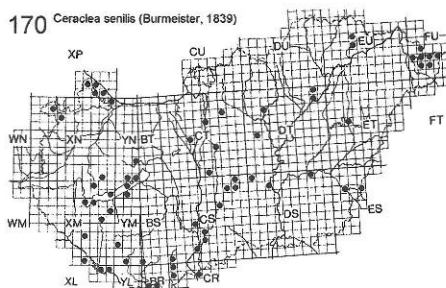 170 Ceraclea senilis (Burmeister, 1839)
XP CU DU EU FU
WN XN YN BT CT DT ET FT
WM XM YM BS CS DS ES
XL YL BR CR